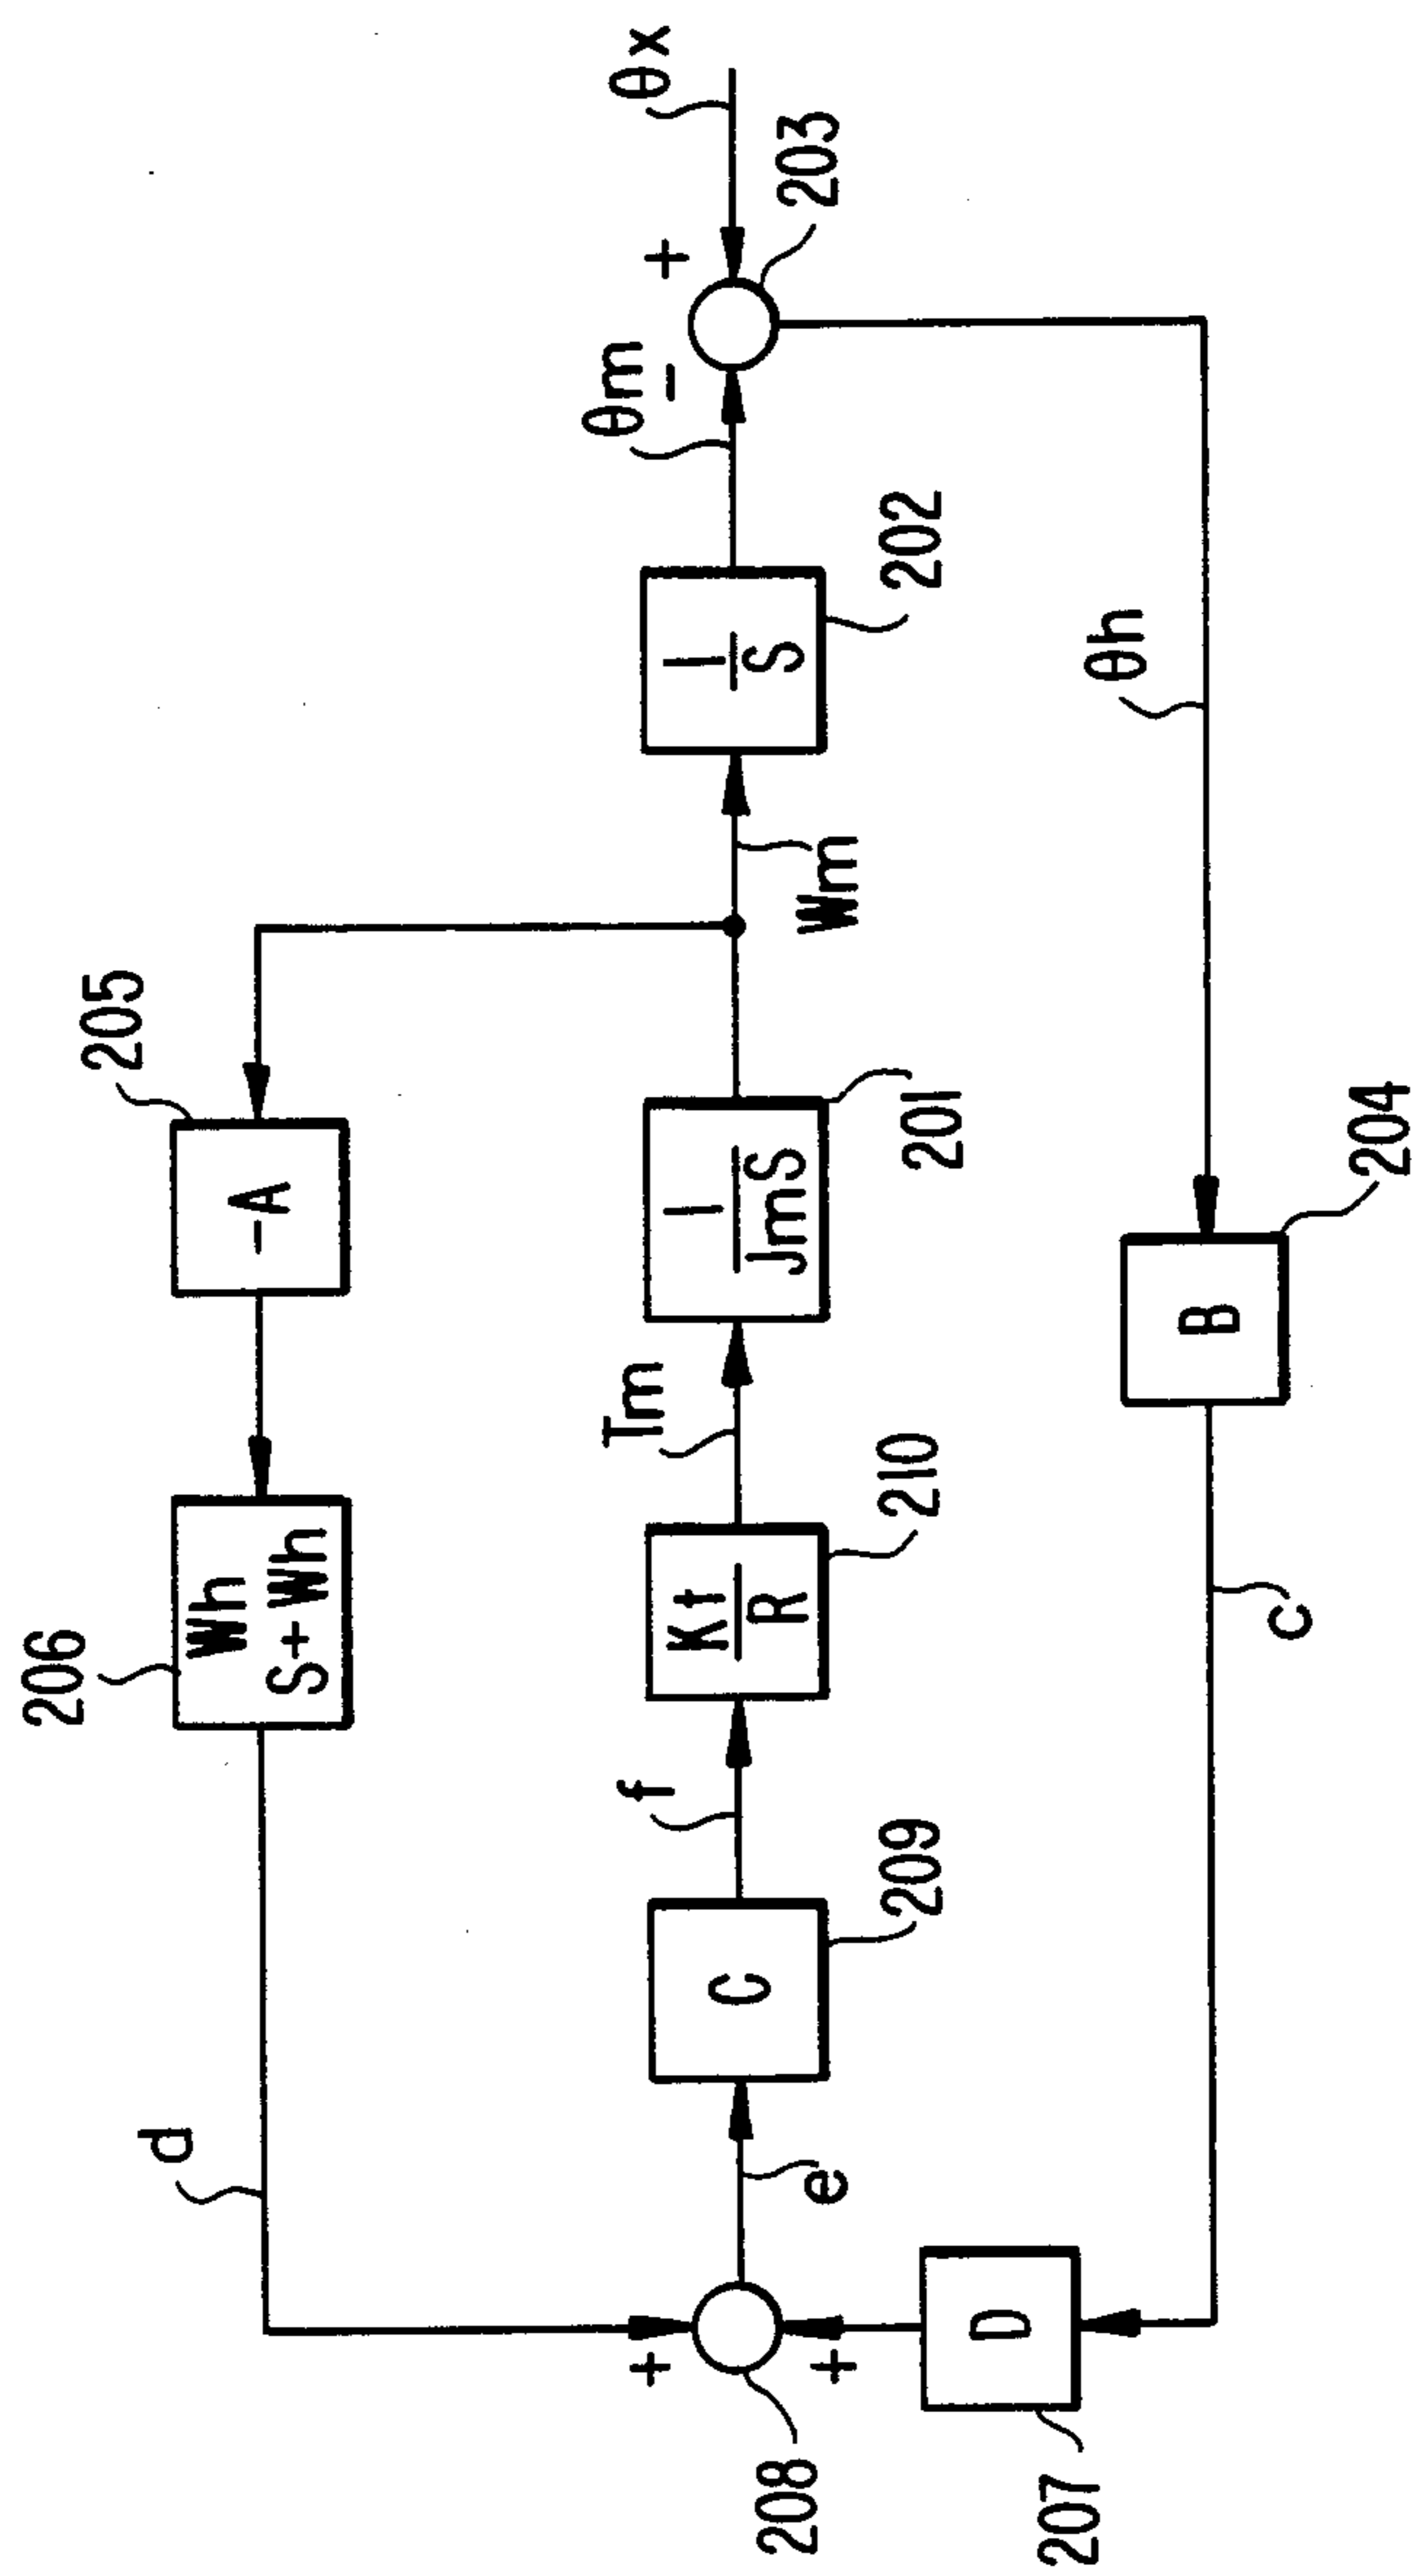 206
Wh
S+Wh
205
-A
d
208
+
+
e
C
209
f
Kt
R
210
Tm
1
JmS
201
Wm
1
S
202
θm
-
+
θx
203
D
207
c
B
204
θh